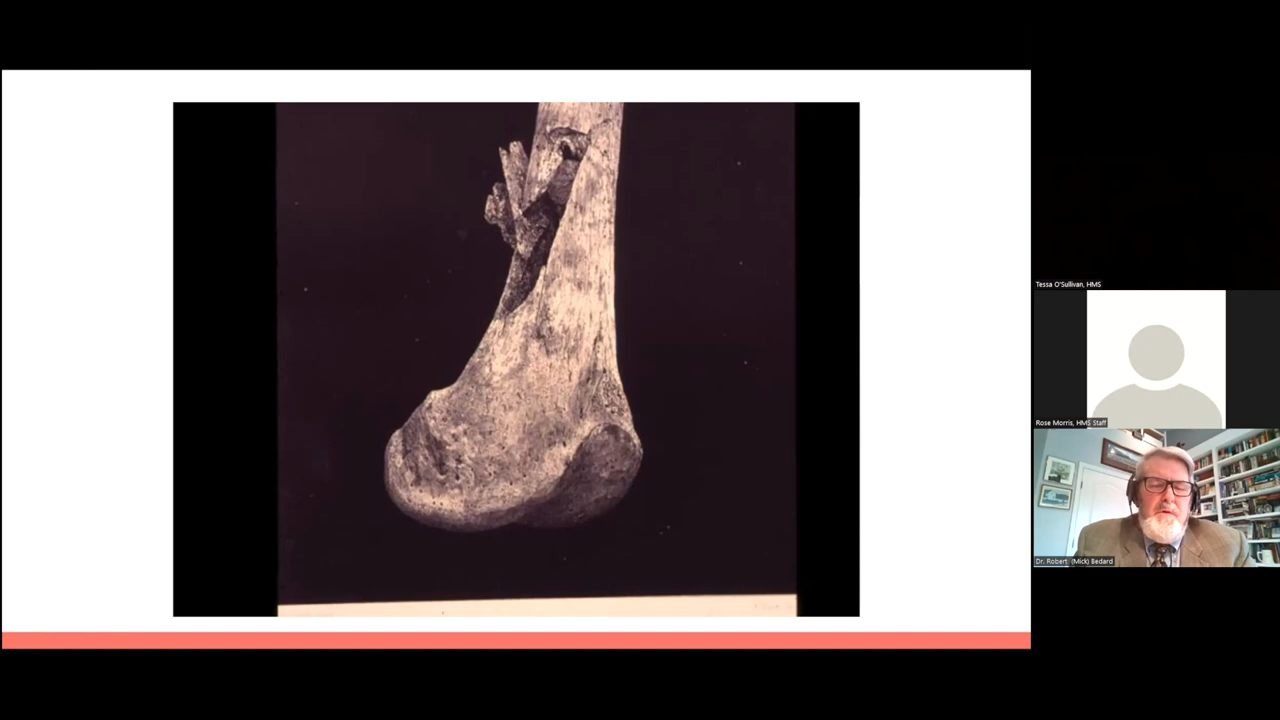 Tessa O'Sullivan, HMS
Rose Morris, HMS Staff
Dr. Robert (Mick) Bedard